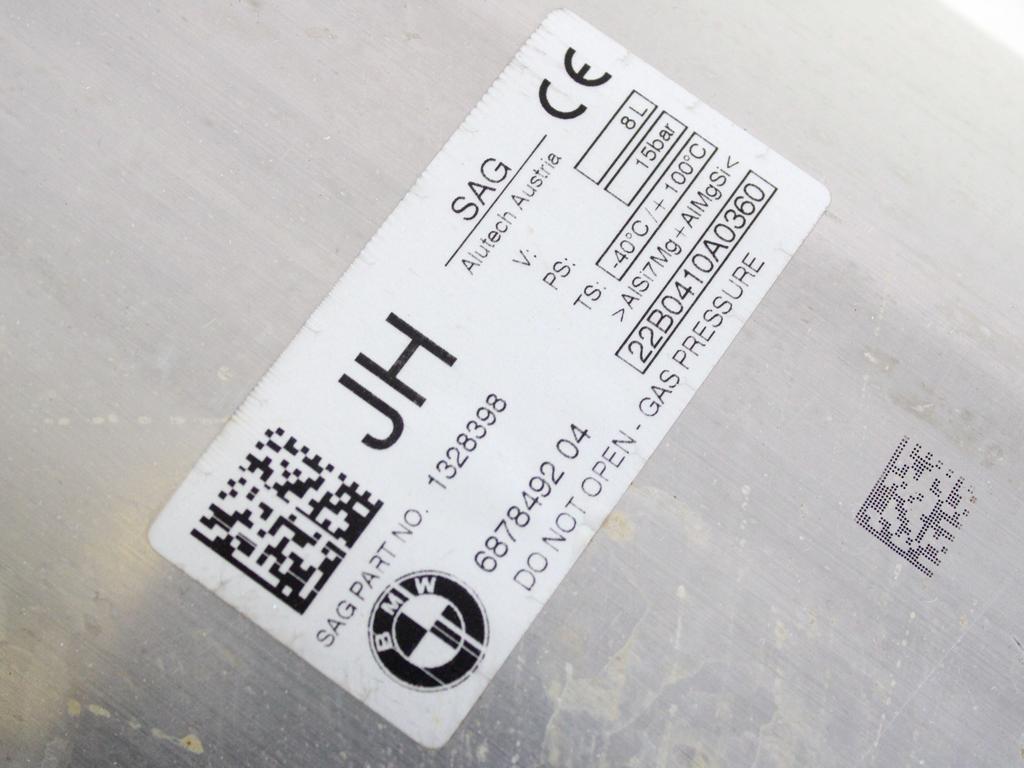 CE
SAG
Alutech Austria
V: 8 L
PS: 15bar
TS: -40°C / + 100°C
>AlSi7Mg+AlMgSi<
22B0410A0360
JH
SAG PART NO. 1328398
BMW
6878492 04
DO NOT OPEN - GAS PRESSURE